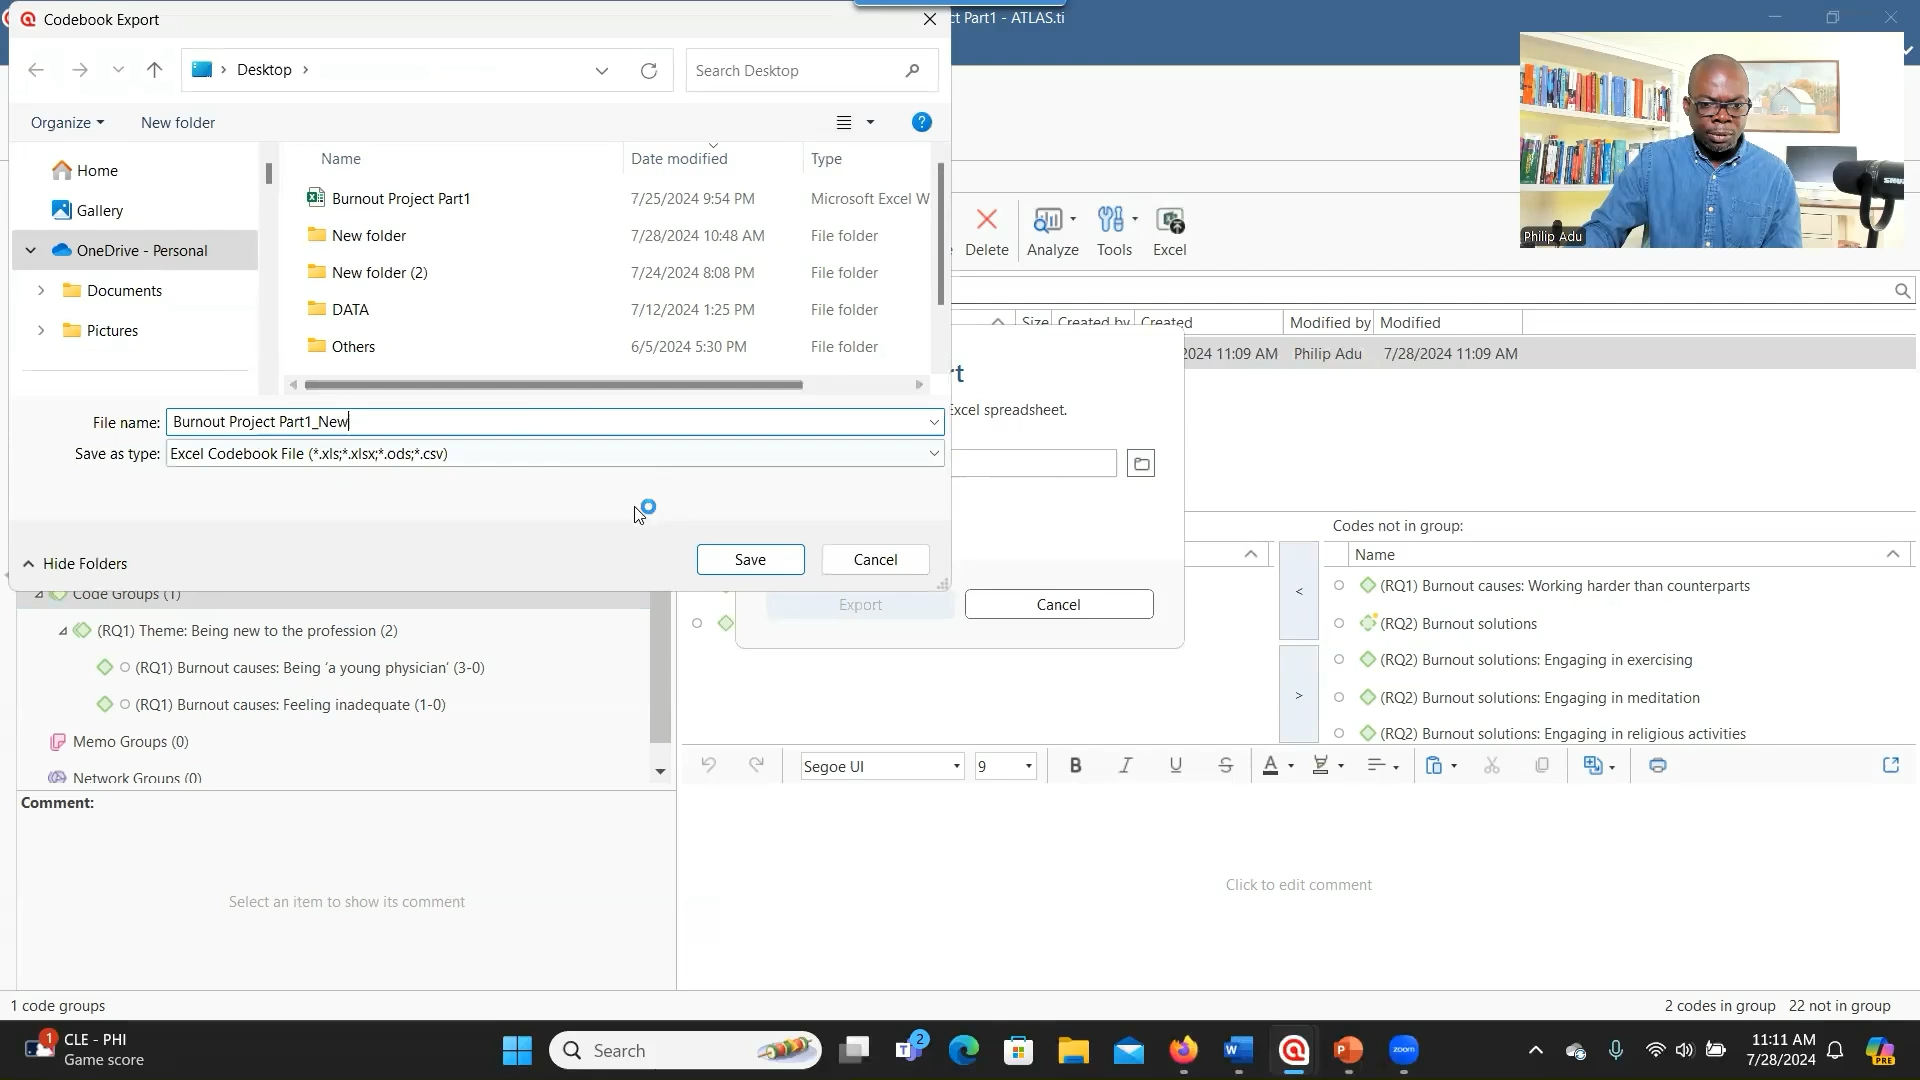 Codebook Export
ct Part1 - ATLAS.ti
Desktop
Search Desktop
Organize
New folder
Home
Gallery
OneDrive - Personal
Documents
Pictures
Name
Date modified
Type
Burnout Project Part1
7/25/2024 9:54 PM
Microsoft Excel W
New folder
7/28/2024 10:48 AM
File folder
New folder (2)
7/24/2024 8:08 PM
File folder
DATA
7/12/2024 1:25 PM
File folder
Others
6/5/2024 5:30 PM
File folder
File name:
Burnout Project Part1_New
Save as type:
Excel Codebook File (*.xls;*.xlsx;*.ods;*.csv)
Hide Folders
Save
Cancel
Delete
Analyze
Tools
Excel
Philip Adu
Size
Created by
Created
Modified by
Modified
2024 11:09 AM
Philip Adu
7/28/2024 11:09 AM
rt
Excel spreadsheet.
Export
Cancel
Codes not in group:
Name
<
>
(RQ1) Burnout causes: Working harder than counterparts
(RQ2) Burnout solutions
(RQ2) Burnout solutions: Engaging in exercising
(RQ2) Burnout solutions: Engaging in meditation
(RQ2) Burnout solutions: Engaging in religious activities
Code Groups (1)
(RQ1) Theme: Being new to the profession (2)
(RQ1) Burnout causes: Being ‘a young physician’ (3-0)
(RQ1) Burnout causes: Feeling inadequate (1-0)
Memo Groups (0)
Network Groups (0)
Comment:
Select an item to show its comment
Segoe UI
9
B I U S A
Click to edit comment
1 code groups
2 codes in group 22 not in group
1
CLE - PHI
Game score
Search
2
zoom
11:11 AM
7/28/2024
PRE